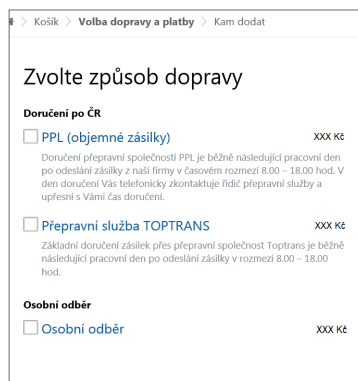 > Košík > Volba dopravy a platby > Kam dodat
Zvolte způsob dopravy
Doručení po ČR
PPL (objemné zásilky) XXX Kč
Doručení přepravní společností PPL je běžně následující pracovní den
po odeslání zásilky z naší firmy v časovém rozmezí 8.00 – 18.00 hod. V
den doručení Vás telefonicky zkontaktuje řidič přepravní služby a
upřesní s Vámi čas doručení.
Přepravní služba TOPTRANS XXX Kč
Základní doručení zásilek přes přepravní společnost Toptrans je běžně
následující pracovní den po odeslání zásilky v rozmezí 8.00 – 18.00
hod.
Osobní odběr
Osobní odběr XXX Kč